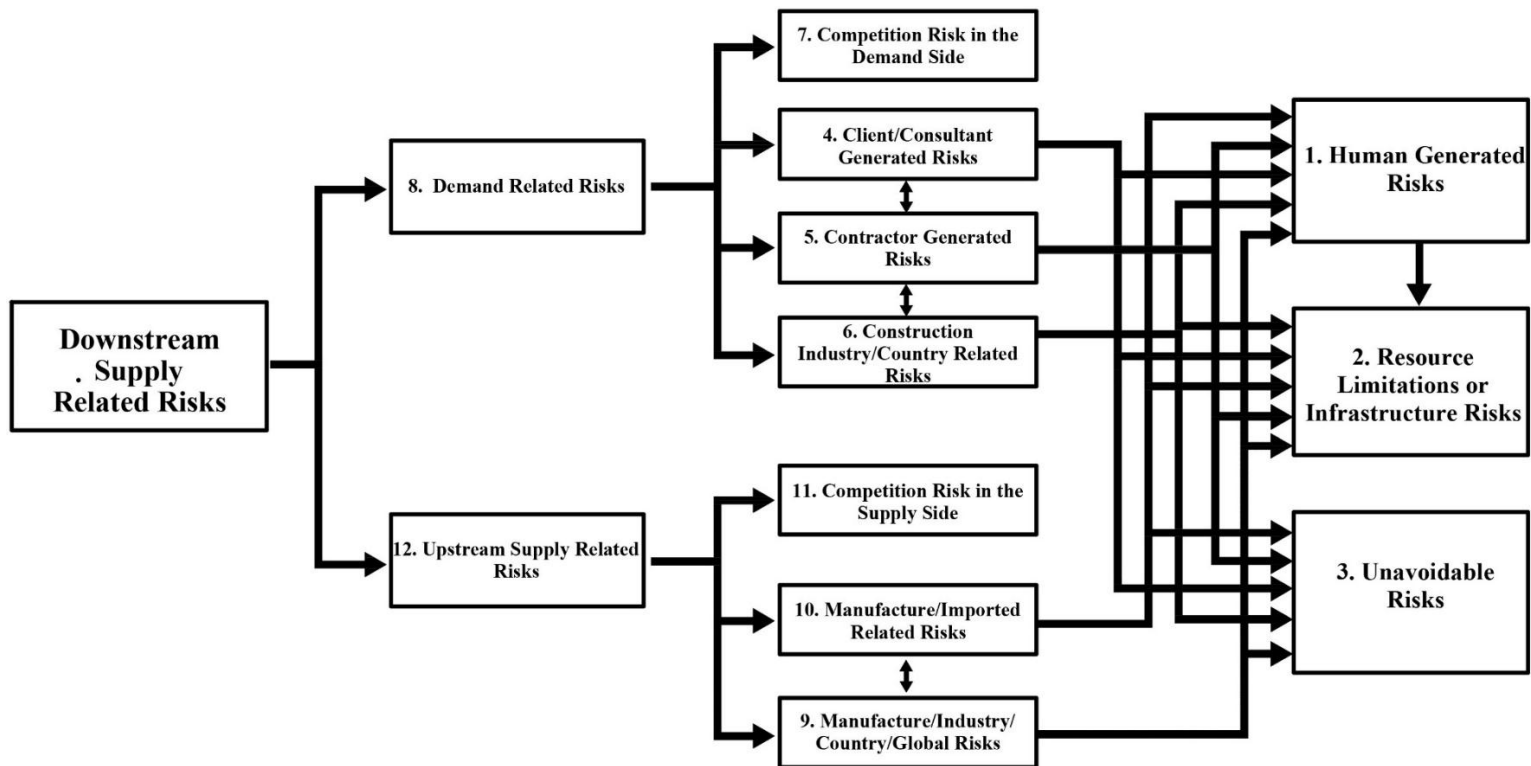 7. Competition Risk in the
Demand Side
4. Client/Consultant
Generated Risks
1. Human Generated
Risks
8. Demand Related Risks
5. Contractor Generated
Risks
Downstream
. Supply
Related Risks
6. Construction
Industry/Country Related
Risks
2. Resource
Limitations or
Infrastructure Risks
11. Competition Risk in the
Supply Side
12. Upstream Supply Related
Risks
3. Unavoidable
Risks
10. Manufacture/Imported
Related Risks
9. Manufacture/Industry/
Country/Global Risks